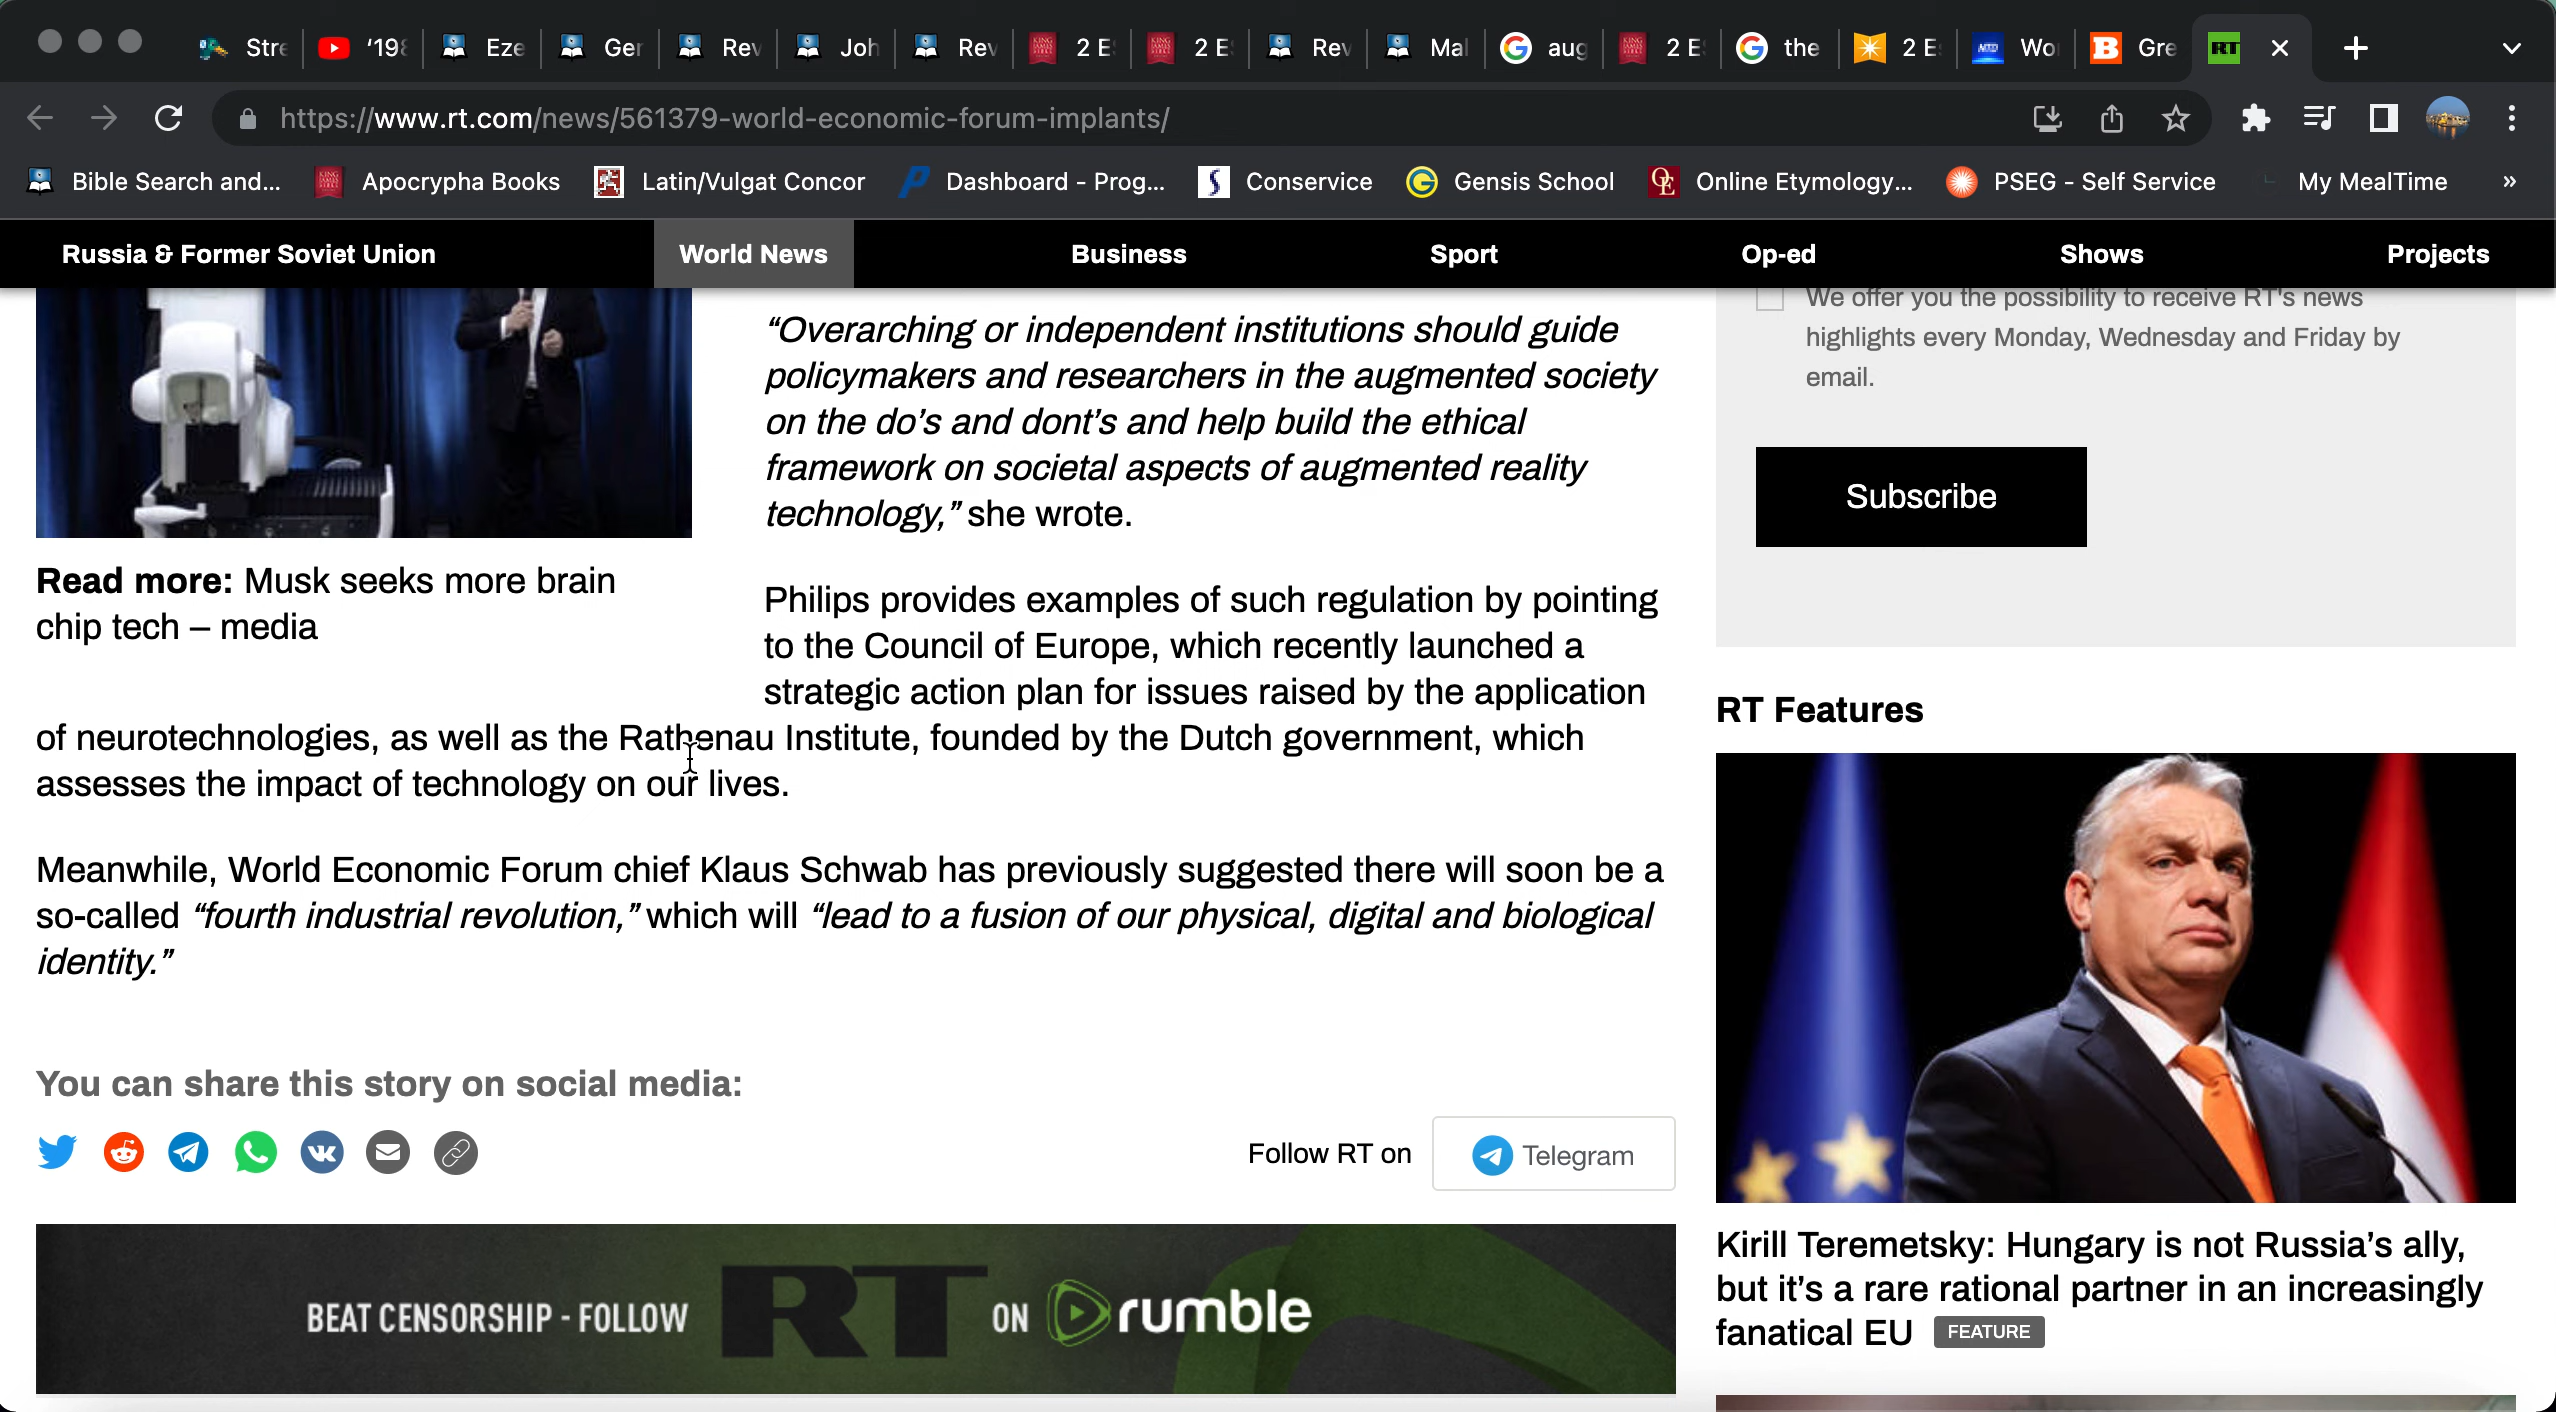 Stre
'198
Eze
Ger
Rev
Joh
Rev
2 E
2 E
Rev
Mal
aug
2 E
the
2 E
NTD
Wo
B
Gre
RT
https://www.rt.com/news/561379-world-economic-forum-implants/
Bible Search and...
Apocrypha Books
Latin/Vulgat Concor
Dashboard - Prog...
Conservice
Gensis School
Online Etymology...
PSEG - Self Service
My MealTime
»
Russia & Former Soviet Union
World News
Business
Sport
Op-ed
Shows
Projects
“Overarching or independent institutions should guide
policymakers and researchers in the augmented society
on the do’s and dont’s and help build the ethical
framework on societal aspects of augmented reality
technology,” she wrote.
Read more: Musk seeks more brain
chip tech – media
Philips provides examples of such regulation by pointing
to the Council of Europe, which recently launched a
strategic action plan for issues raised by the application
of neurotechnologies, as well as the Rathenau Institute, founded by the Dutch government, which
assesses the impact of technology on our lives.
Meanwhile, World Economic Forum chief Klaus Schwab has previously suggested there will soon be a
so-called “fourth industrial revolution,” which will “lead to a fusion of our physical, digital and biological
identity.”
You can share this story on social media:
Follow RT on
Telegram
BEAT CENSORSHIP - FOLLOW RT ON rumble
We offer you the possibility to receive RT's news
highlights every Monday, Wednesday and Friday by
email.
Subscribe
RT Features
Kirill Teremetsky: Hungary is not Russia’s ally,
but it’s a rare rational partner in an increasingly
fanatical EU FEATURE